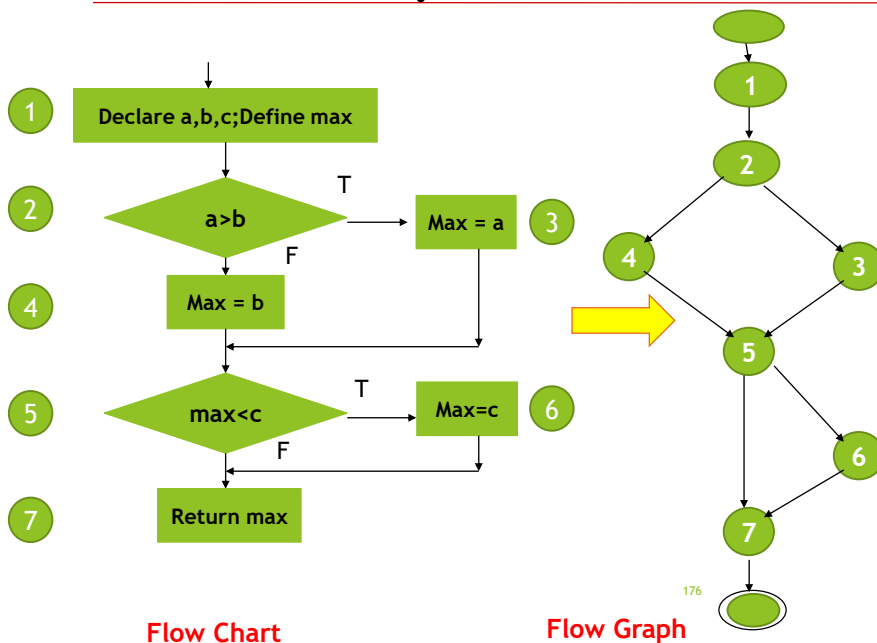 1
Declare a,b,c;Define max
2
a>b
T
Max = a
3
F
4
Max = b
5
max<c
T
Max=c
6
F
7
Return max
Flow Chart
1
2
4
3
5
6
7
176
Flow Graph